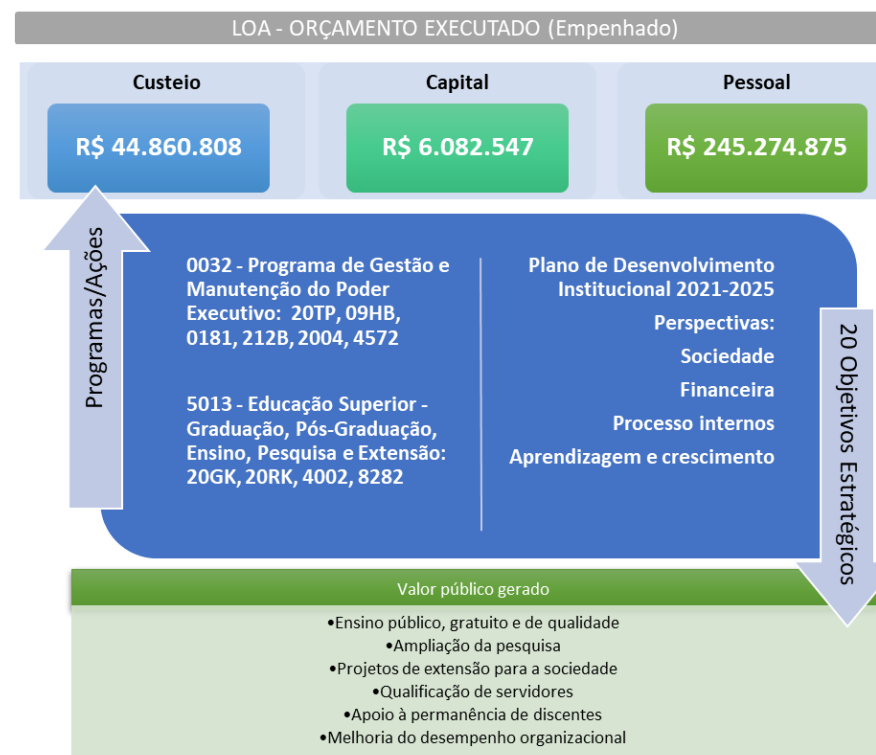 LOA - ORÇAMENTO EXECUTADO (Empenhado)
Custeio
R$ 44.860.808
Capital
R$ 6.082.547
Pessoal
R$ 245.274.875
Programas/Ações
0032 - Programa de Gestão e
Manutenção do Poder
Executivo: 20TP, 09HB,
0181, 212B, 2004, 4572
5013 - Educação Superior -
Graduação, Pós-Graduação,
Ensino, Pesquisa e Extensão:
20GK, 20RK, 4002, 8282
Plano de Desenvolvimento
Institucional 2021-2025
Perspectivas:
Sociedade
Financeira
Processo internos
Aprendizagem e crescimento
20 Objetivos Estratégicos
Valor público gerado
•Ensino público, gratuito e de qualidade
•Ampliação da pesquisa
•Projetos de extensão para a sociedade
•Qualificação de servidores
•Apoio à permanência de discentes
•Melhoria do desempenho organizacional